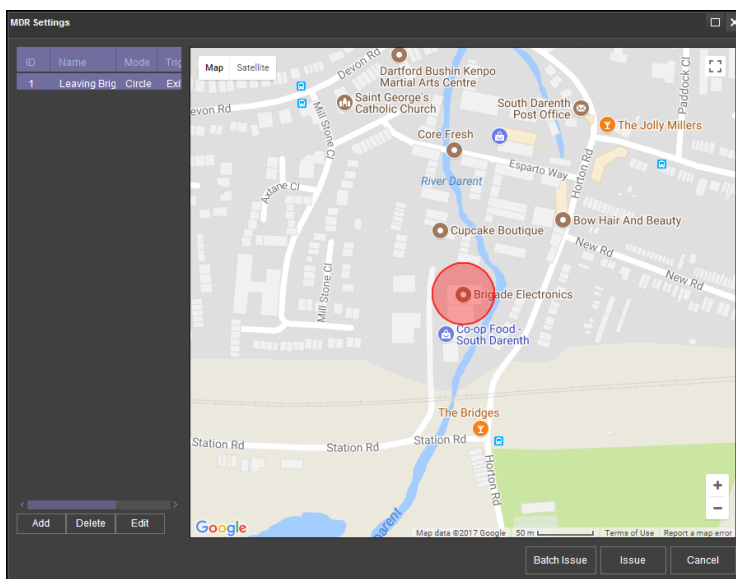 MDR Settings
ID Name Mode Trig
1 Leaving Brig Circle Exi
Add Delete Edit
Map Satellite
Devon Rd
Dartford Bushin Kenpo
Martial Arts Centre
Saint George's
Catholic Church
evon Rd
Mill Stone Cl
South Darenth
Post Office
Paddock Cl
The Jolly Millers
Core Fresh
Esparto Way
Horton Rd
River Darent
Axtane Cl
Bow Hair And Beauty
Cupcake Boutique
New Rd
New Rd
Mill Stone Cl
Brigade Electronics
Co-op Food -
South Darenth
The Bridges
Station Rd
Station Rd
Station Rd
Horton Rd
arent
+
−
Google
Map data ©2017 Google 50 m Terms of Use Report a map error
Batch Issue Issue Cancel